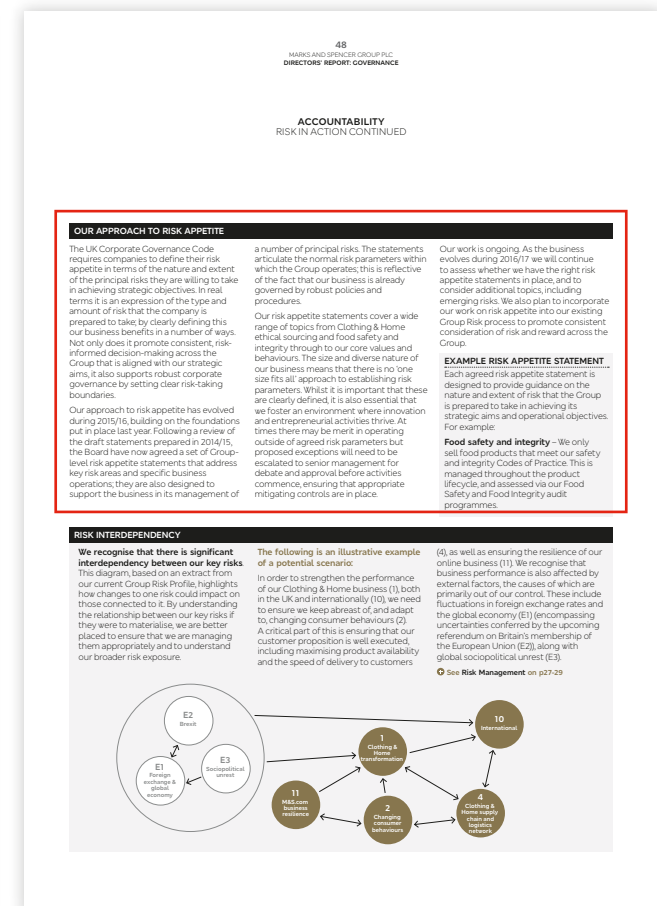 48
MARKS AND SPENCER GROUP PLC
DIRECTORS' REPORT: GOVERNANCE
ACCOUNTABILITY
RISK IN ACTION CONTINUED
OUR APPROACH TO RISK APPETITE
The UK Corporate Governance Code
requires companies to define their risk
appetite in terms of the nature and extent
of the principal risks they are willing to take
in achieving strategic objectives. In real
terms it is an expression of the type and
amount of risk that the company is
prepared to take; by clearly defining this
our business benefits in a number of ways.
Not only does it promote consistent, risk-
informed decision-making across the
Group that is aligned with our strategic
aims, it also supports robust corporate
governance by setting clear risk-taking
boundaries.
Our approach to risk appetite has evolved
during 2015/16, building on the foundations
put in place last year. Following a review of
the draft statements prepared in 2014/15,
the Board have now agreed a set of Group-
level risk appetite statements that address
key risk areas and specific business
operations; they are also designed to
support the business in its management of
a number of principal risks. The statements
articulate the normal risk parameters within
which the Group operates; this is reflective
of the fact that our business is already
governed by robust policies and
procedures.
Our risk appetite statements cover a wide
range of topics from Clothing & Home
ethical sourcing and food safety and
integrity through to our core values and
behaviours. The size and diverse nature of
our business means that there is no 'one
size fits all' approach to establishing risk
parameters. Whilst it is important that these
are clearly defined, it is also essential that
we foster an environment where innovation
and entrepreneurial activities thrive. At
times there may be merit in operating
outside of agreed risk parameters but
proposed exceptions will need to be
escalated to senior management for
debate and approval before activities
commence, ensuring that appropriate
mitigating controls are in place.
Our work is ongoing. As the business
evolves during 2016/17 we will continue
to assess whether we have the right risk
appetite statements in place, and to
consider additional topics, including
emerging risks. We also plan to incorporate
our work on risk appetite into our existing
Group Risk process to promote consistent
consideration of risk and reward across the
Group.
EXAMPLE RISK APPETITE STATEMENT
Each agreed risk appetite statement is
designed to provide guidance on the
nature and extent of risk that the Group
is prepared to take in achieving its
strategic aims and operational objectives.
For example:
Food safety and integrity – We only
sell food products that meet our safety
and integrity Codes of Practice. This is
managed throughout the product
lifecycle, and assessed via our Food
Safety and Food Integrity audit
programmes.
RISK INTERDEPENDENCY
We recognise that there is significant
interdependency between our key risks.
This diagram, based on an extract from
our current Group Risk Profile, highlights
how changes to one risk could impact on
those connected to it. By understanding
the relationship between our key risks if
they were to materialise, we are better
placed to ensure that we are managing
them appropriately and to understand
our broader risk exposure.
The following is an illustrative example
of a potential scenario:
In order to strengthen the performance
of our Clothing & Home business (1), both
in the UK and internationally (10), we need
to ensure we keep abreast of, and adapt
to, changing consumer behaviours (2).
A critical part of this is ensuring that our
customer proposition is well executed,
including maximising product availability
and the speed of delivery to customers
(4), as well as ensuring the resilience of our
online business (11). We recognise that
business performance is also affected by
external factors, the causes of which are
primarily out of our control. These include
fluctuations in foreign exchange rates and
the global economy (E1) (encompassing
uncertainties conferred by the upcoming
referendum on Britain's membership of
the European Union (E2)), along with
global sociopolitical unrest (E3).
See Risk Management on p27-29
E2
Brexit
E3
Sociopolitical
unrest
E1
Foreign
exchange &
global
economy
1
Clothing &
Home
transformation
10
International
11
M&S.com
business
resilience
2
Changing
consumer
behaviours
4
Clothing &
Home supply
chain and
logistics
network